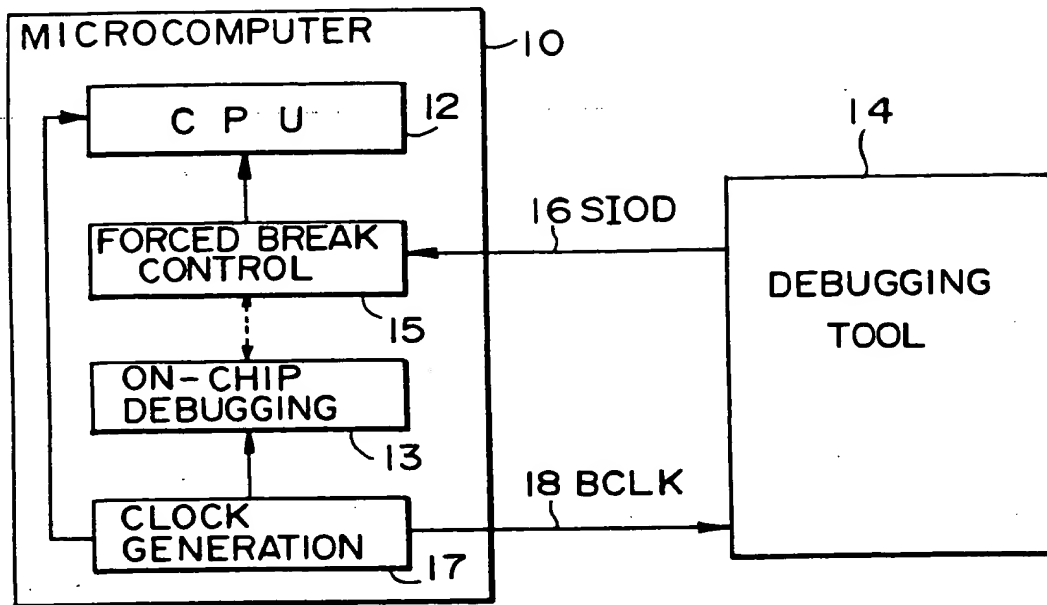 MICROCOMPUTER
10
CPU
12
14
FORCED BREAK
CONTROL
15
16 SIOD
DEBUGGING
TOOL
ON-CHIP
DEBUGGING
13
18 BCLK
CLOCK
GENERATION
17